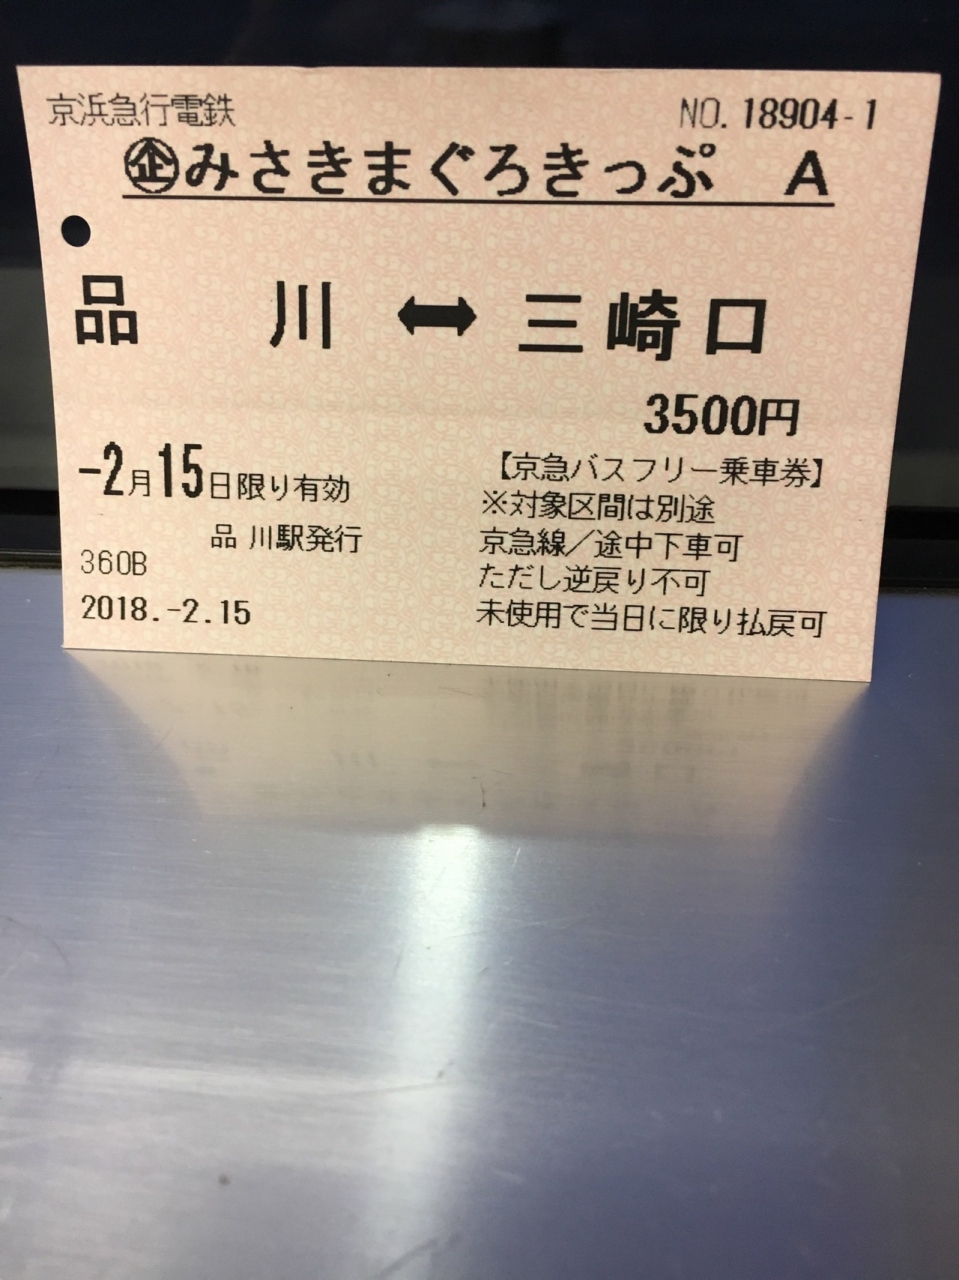 京浜急行電鉄
NO. 18904-1
㊭みさきまぐろきっぷ A
品川 ⬌ 三崎口
3500円
-2月15日限り有効
品川駅発行
360B
2018.-2.15
【京急バスフリー乗車券】
※対象区間は別途
京急線/途中下車可
ただし逆戻り不可
未使用で当日に限り払戻可